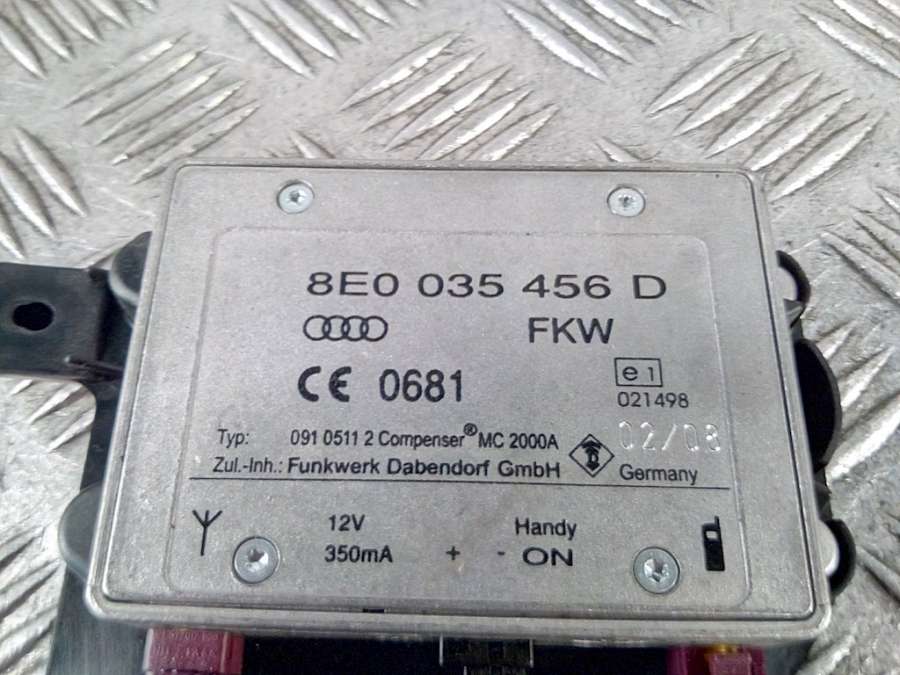 8E0 035 456 D
FKW
CE 0681
e1
021498
Typ: 091 0511 2 Compenser® MC 2000A
02/08
Zul.-Inh.: Funkwerk Dabendorf GmbH
Germany
12V
350mA
+ -
Handy
ON